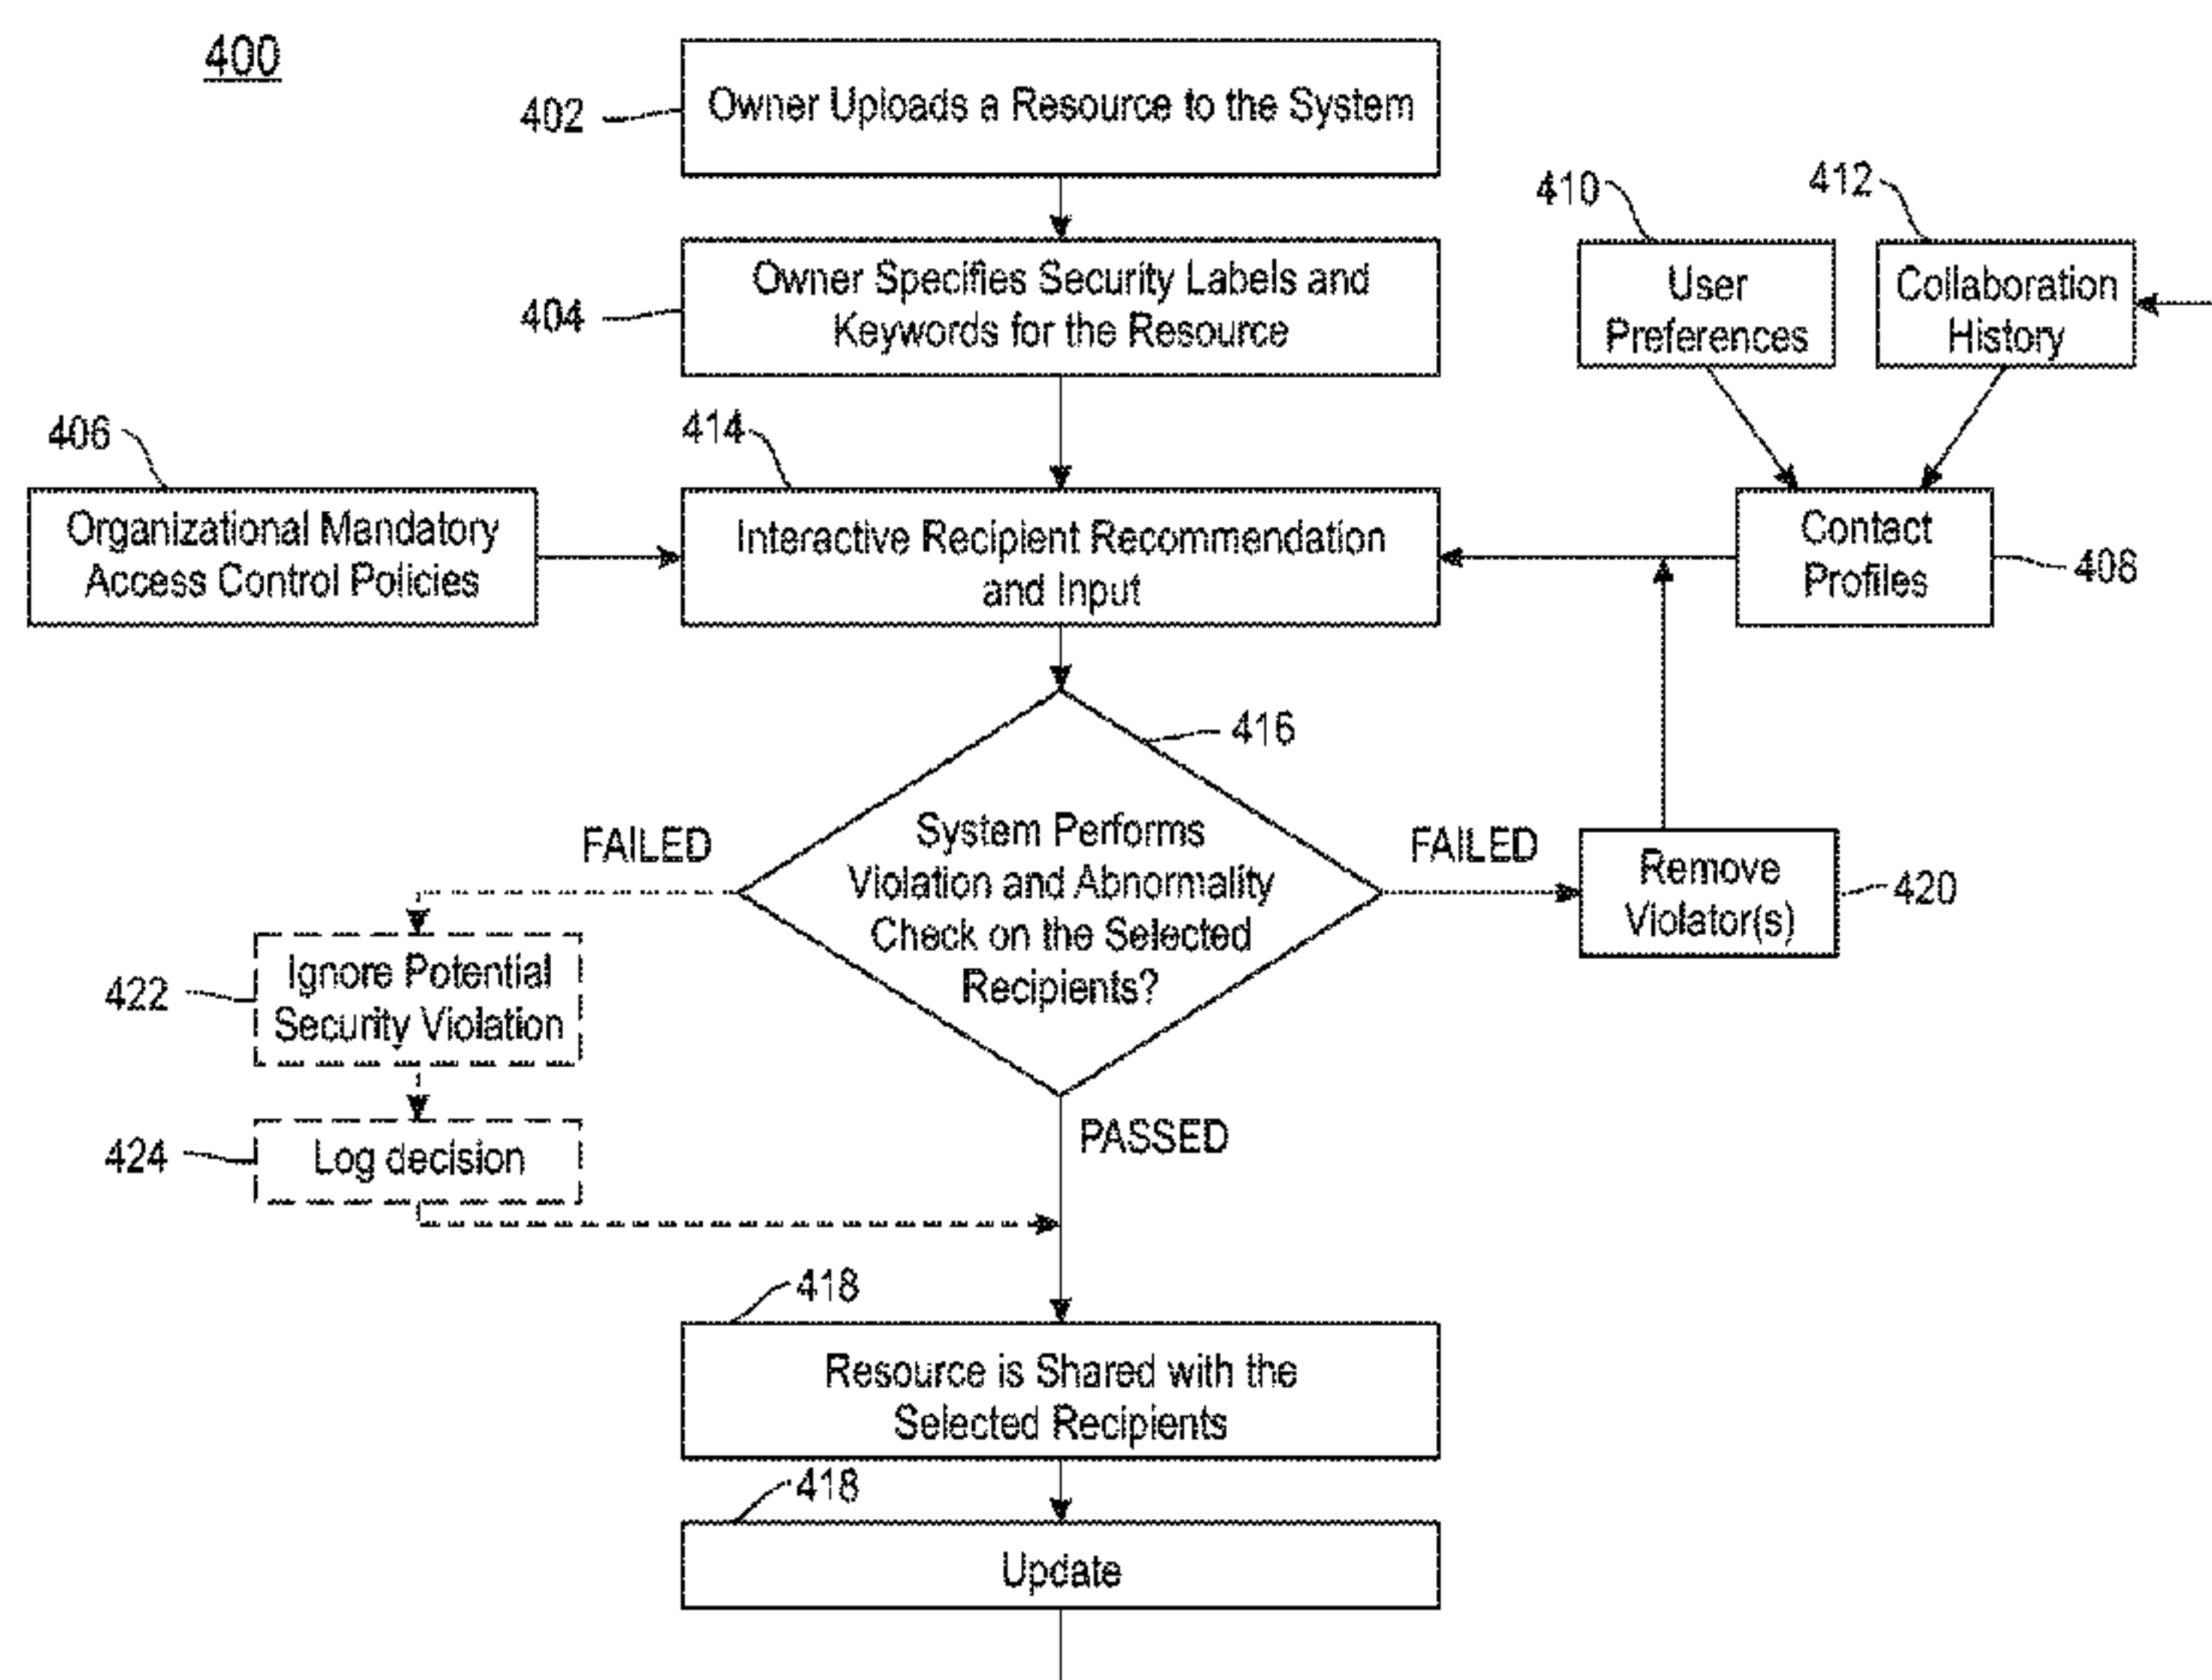 400
402
Owner Uploads a Resource to the System
410
412
404
Owner Specifies Security Labels and
Keywords for the Resource
User
Preferences
Collaboration
History
406
414
Organizational Mandatory
Access Control Policies
Interactive Recipient Recommendation
and Input
Contact
Profiles
408
416
FAILED
System Performs
Violation and Abnormality
Check on the Selected
Recipients?
FAILED
Remove
Violator(s)
420
422
Ignore Potential
Security Violation
424
Log decision
PASSED
418
Resource is Shared with the
Selected Recipients
418
Update